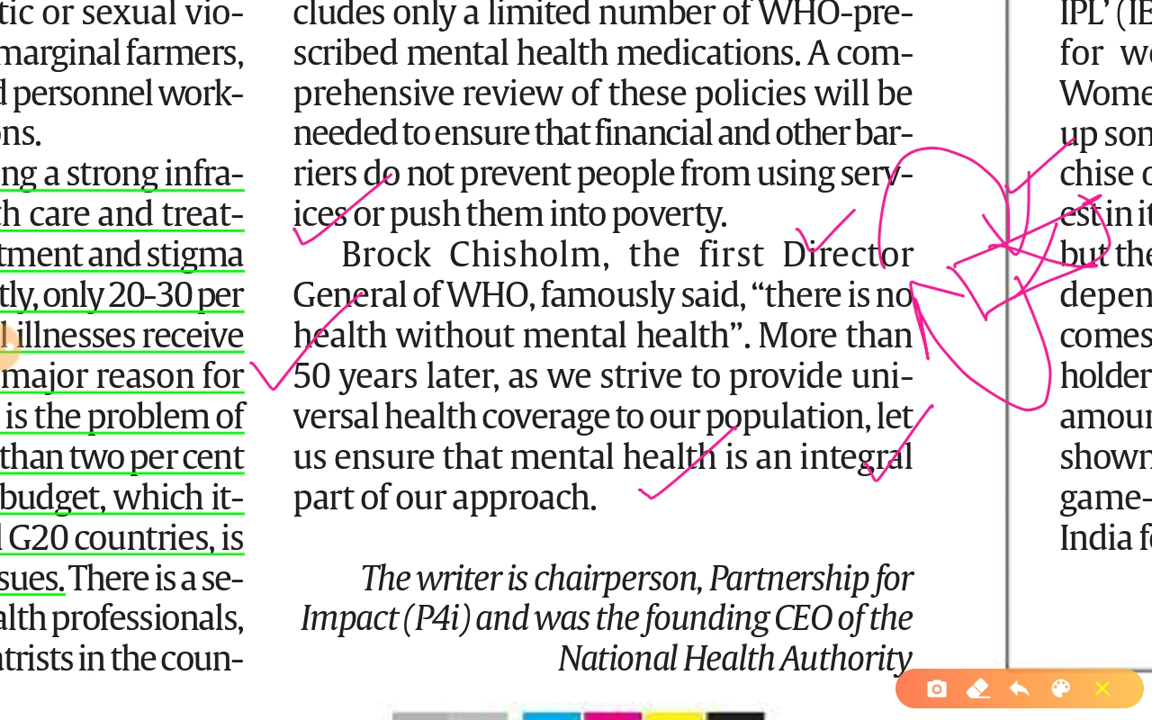 tic or sexual vio-
marginal farmers,
d personnel work-
ons.
ng a strong infra-
th care and treat-
tment and stigma
tly, only 20-30 per
l illnesses receive
major reason for
is the problem of
than two per cent
budget, which it-
l G20 countries, is
sues. There is a se-
alth professionals,
atrists in the coun-
cludes only a limited number of WHO-pre-
scribed mental health medications. A com-
prehensive review of these policies will be
needed to ensure that financial and other bar-
riers do not prevent people from using serv-
ices or push them into poverty.
Brock Chisholm, the first Director
General of WHO, famously said, “there is no
health without mental health”. More than
50 years later, as we strive to provide uni-
versal health coverage to our population, let
us ensure that mental health is an integral
part of our approach.
The writer is chairperson, Partnership for
Impact (P4i) and was the founding CEO of the
National Health Authority
IPL’ (
for we
Wome
up son
chise
est in it
but the
depen
comes
holder
amoun
shown
game-
India f